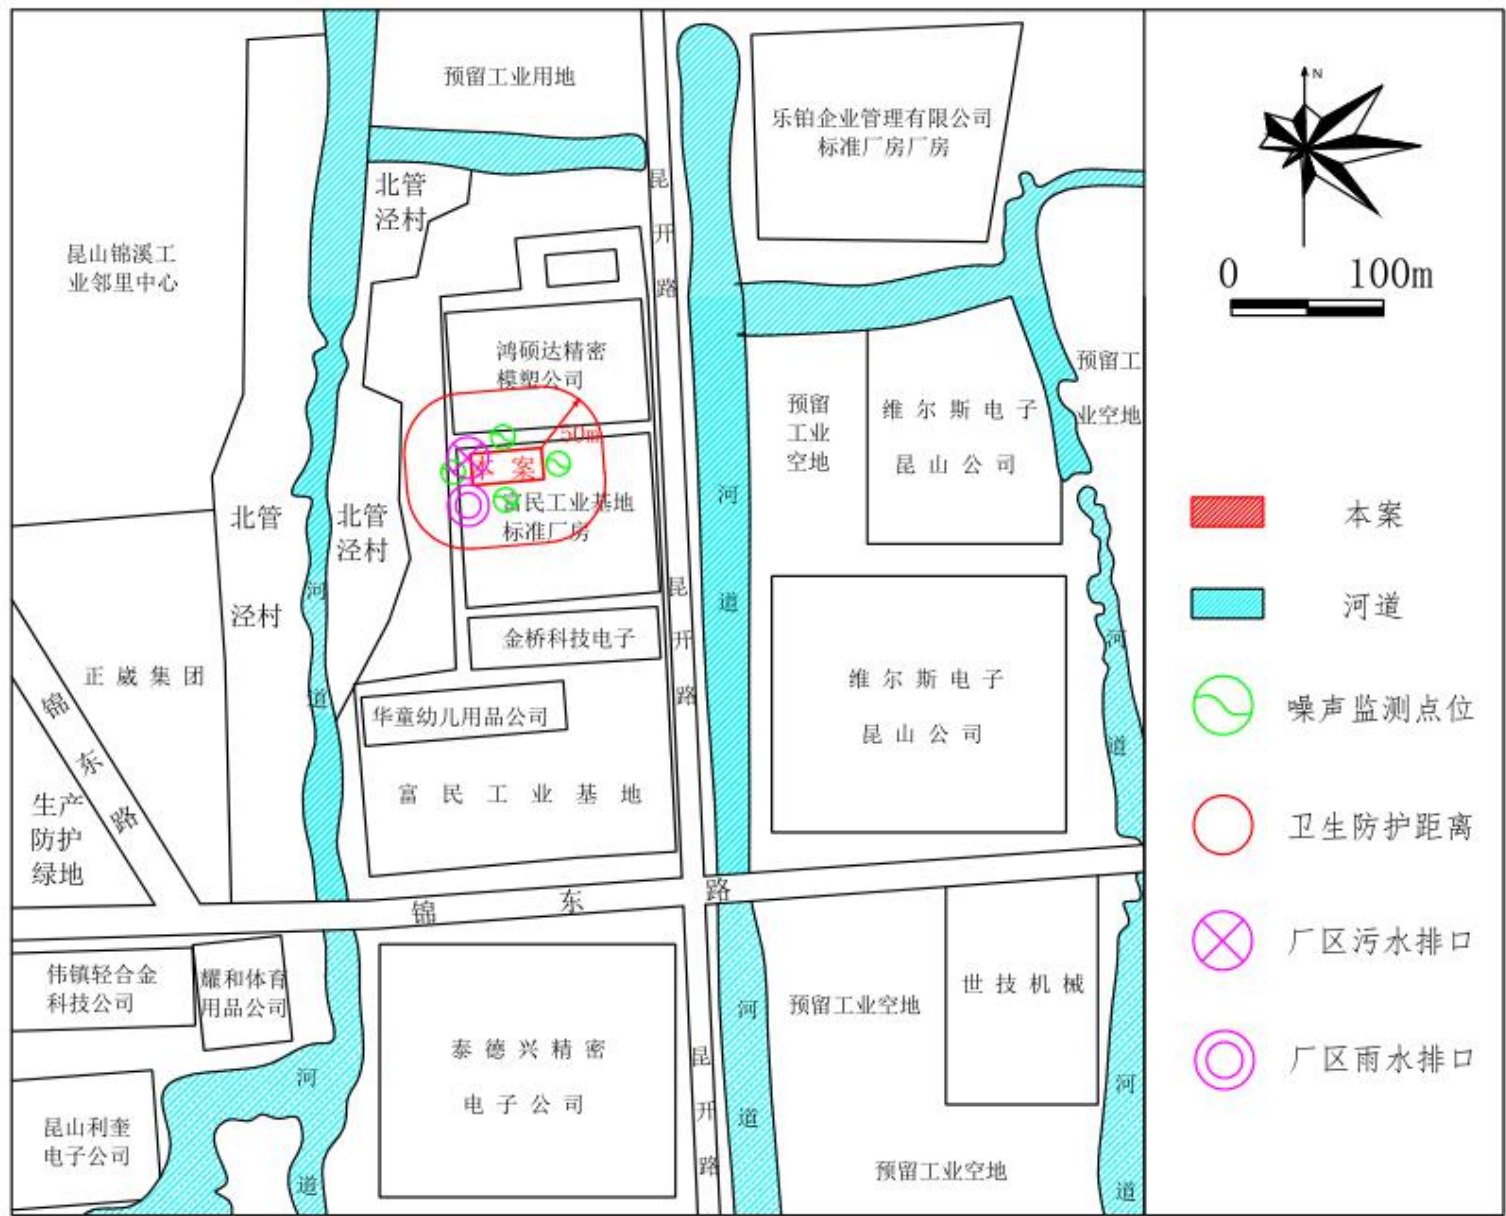 预留工业用地
乐铂企业管理有限公司
标准厂房厂房
北管
泾村
昆
开
路
昆山锦溪工
业邻里中心
鸿硕达精密
模塑公司
50m
本案
富民工业基地
标准厂房
预留
工业
空地
维尔斯电子
昆山公司
预留工
业空地
北管
泾村
北管
泾村
河
道
河
道
昆
开
路
金桥科技电子
正崴集团
华童幼儿用品公司
富民工业基地
维尔斯电子
昆山公司
河
道
锦
东
路
生产
防护
绿地
锦东路
伟镇轻合金
科技公司
耀和体育
用品公司
泰德兴精密
电子公司
昆山利奎
电子公司
河
道
昆
开
路
河
道
预留工业空地
世技机械
预留工业空地
河
道
N
0 100m
本案
河道
噪声监测点位
卫生防护距离
厂区污水排口
厂区雨水排口